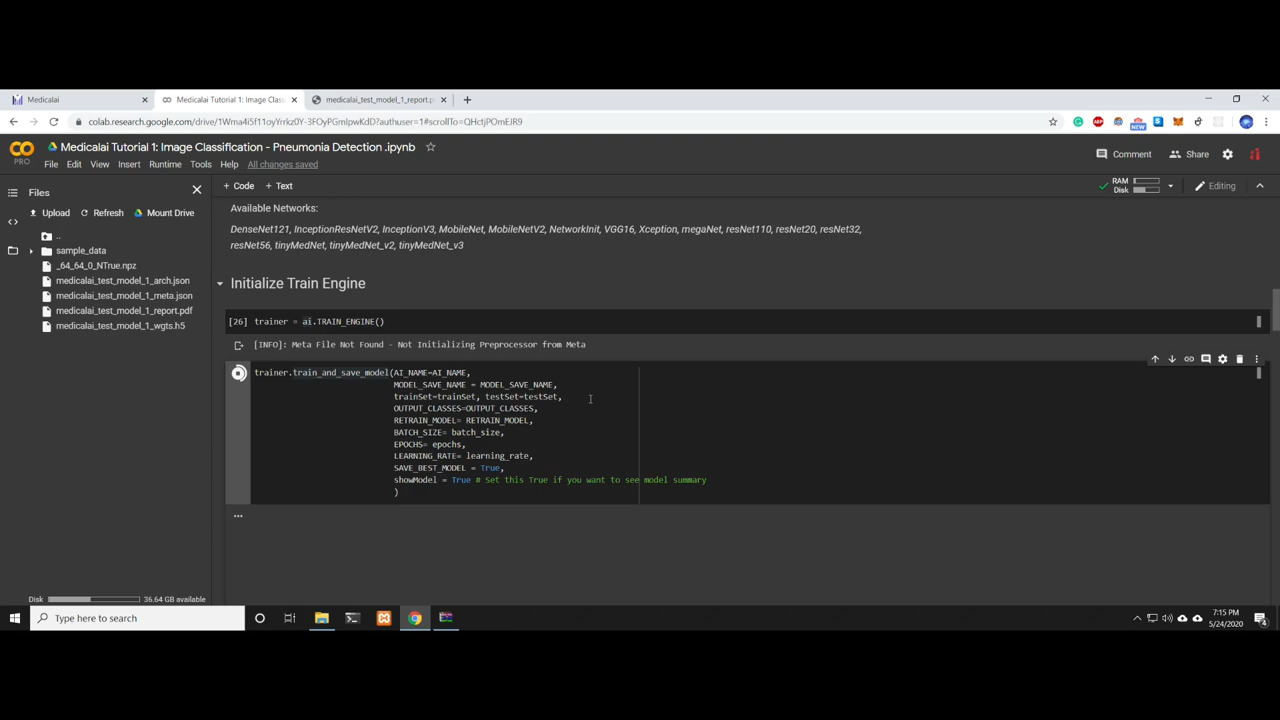 Medicalai
Medicalai Tutorial 1: Image Class
medicalai_test_model_1_report.p
colab.research.google.com/drive/1Wma4i5f11oyYrrkz0Y-3FOyPGmlpwKdD?authuser=1#scrollTo=QHctjPOmEJR9
ABP
NEW
CO
PRO
Medicalai Tutorial 1: Image Classification - Pneumonia Detection .ipynb
File Edit View Insert Runtime Tools Help All changes saved
Comment
Share
Files
+ Code + Text
RAM
Disk
Editing
Upload Refresh Mount Drive
..
sample_data
_64_64_0_NTrue.npz
medicalai_test_model_1_arch.json
medicalai_test_model_1_meta.json
medicalai_test_model_1_report.pdf
medicalai_test_model_1_wgts.h5
Disk 36.64 GB available
Available Networks:
DenseNet121, InceptionResNetV2, InceptionV3, MobileNet, MobileNetV2, NetworkInit, VGG16, Xception, megaNet, resNet110, resNet20, resNet32,
resNet56, tinyMedNet, tinyMedNet_v2, tinyMedNet_v3
Initialize Train Engine
[26] trainer = ai.TRAIN_ENGINE()
[INFO]: Meta File Not Found - Not Initializing Preprocessor from Meta
trainer.train_and_save_model(AI_NAME=AI_NAME,
MODEL_SAVE_NAME = MODEL_SAVE_NAME,
trainSet=trainSet, testSet=testSet,
OUTPUT_CLASSES=OUTPUT_CLASSES,
RETRAIN_MODEL= RETRAIN_MODEL,
BATCH_SIZE= batch_size,
EPOCHS= epochs,
LEARNING_RATE= learning_rate,
SAVE_BEST_MODEL = True,
showModel = True # Set this True if you want to see model summary
)
...
Type here to search
7:15 PM
5/24/2020
4